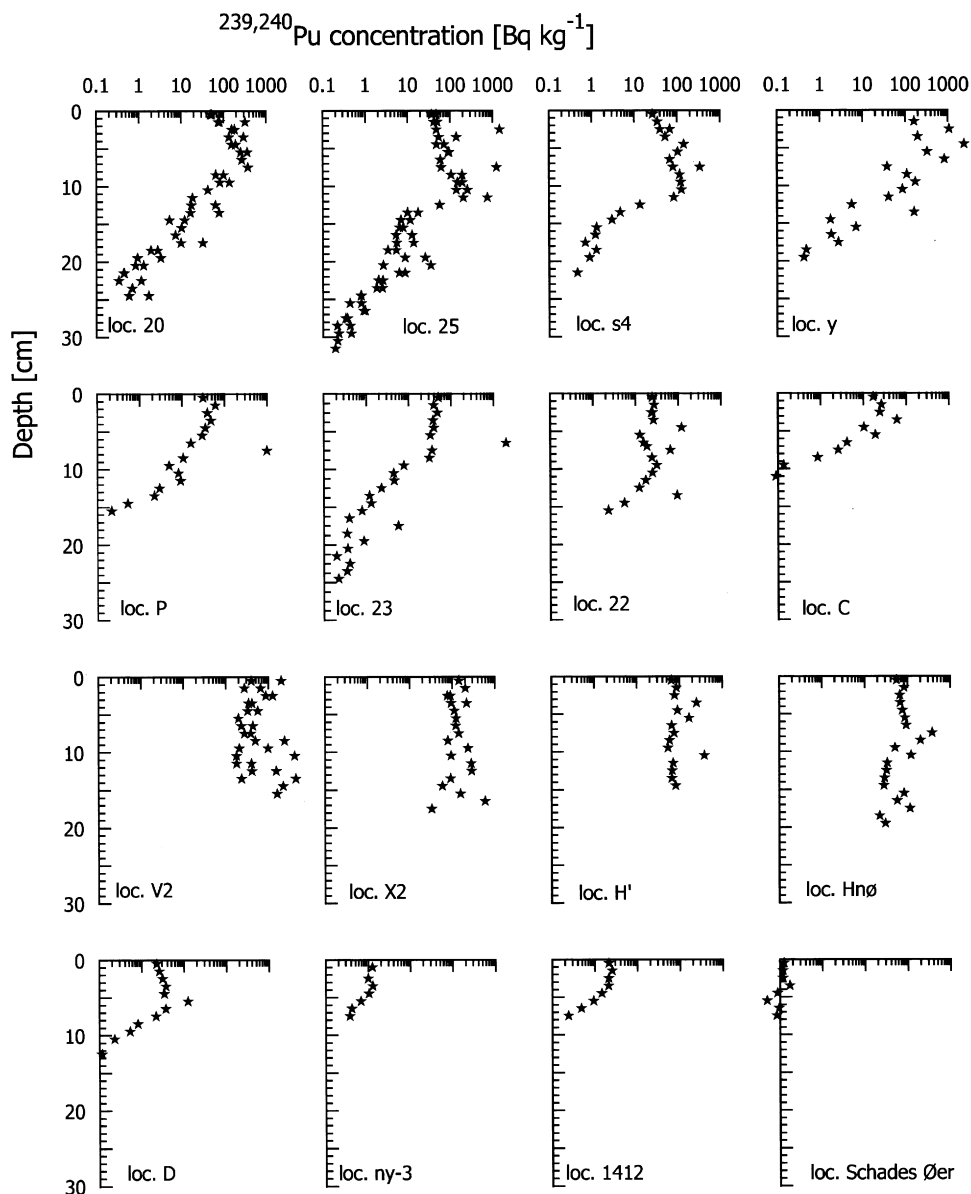 239,240Pu concentration [Bq kg-1]
0.1 1 10 100 1000 0.1 1 10 100 1000 0.1 1 10 100 1000 0.1 1 10 100 1000
0
10
20
30
loc. 20 loc. 25 loc. s4 loc. y
Depth [cm]
0
10
20
30
loc. P loc. 23 loc. 22 loc. C
0
10
20
30
loc. V2 loc. X2 loc. H' loc. Hnø
0
10
20
30
loc. D loc. ny-3 loc. 1412 loc. Schades Øer